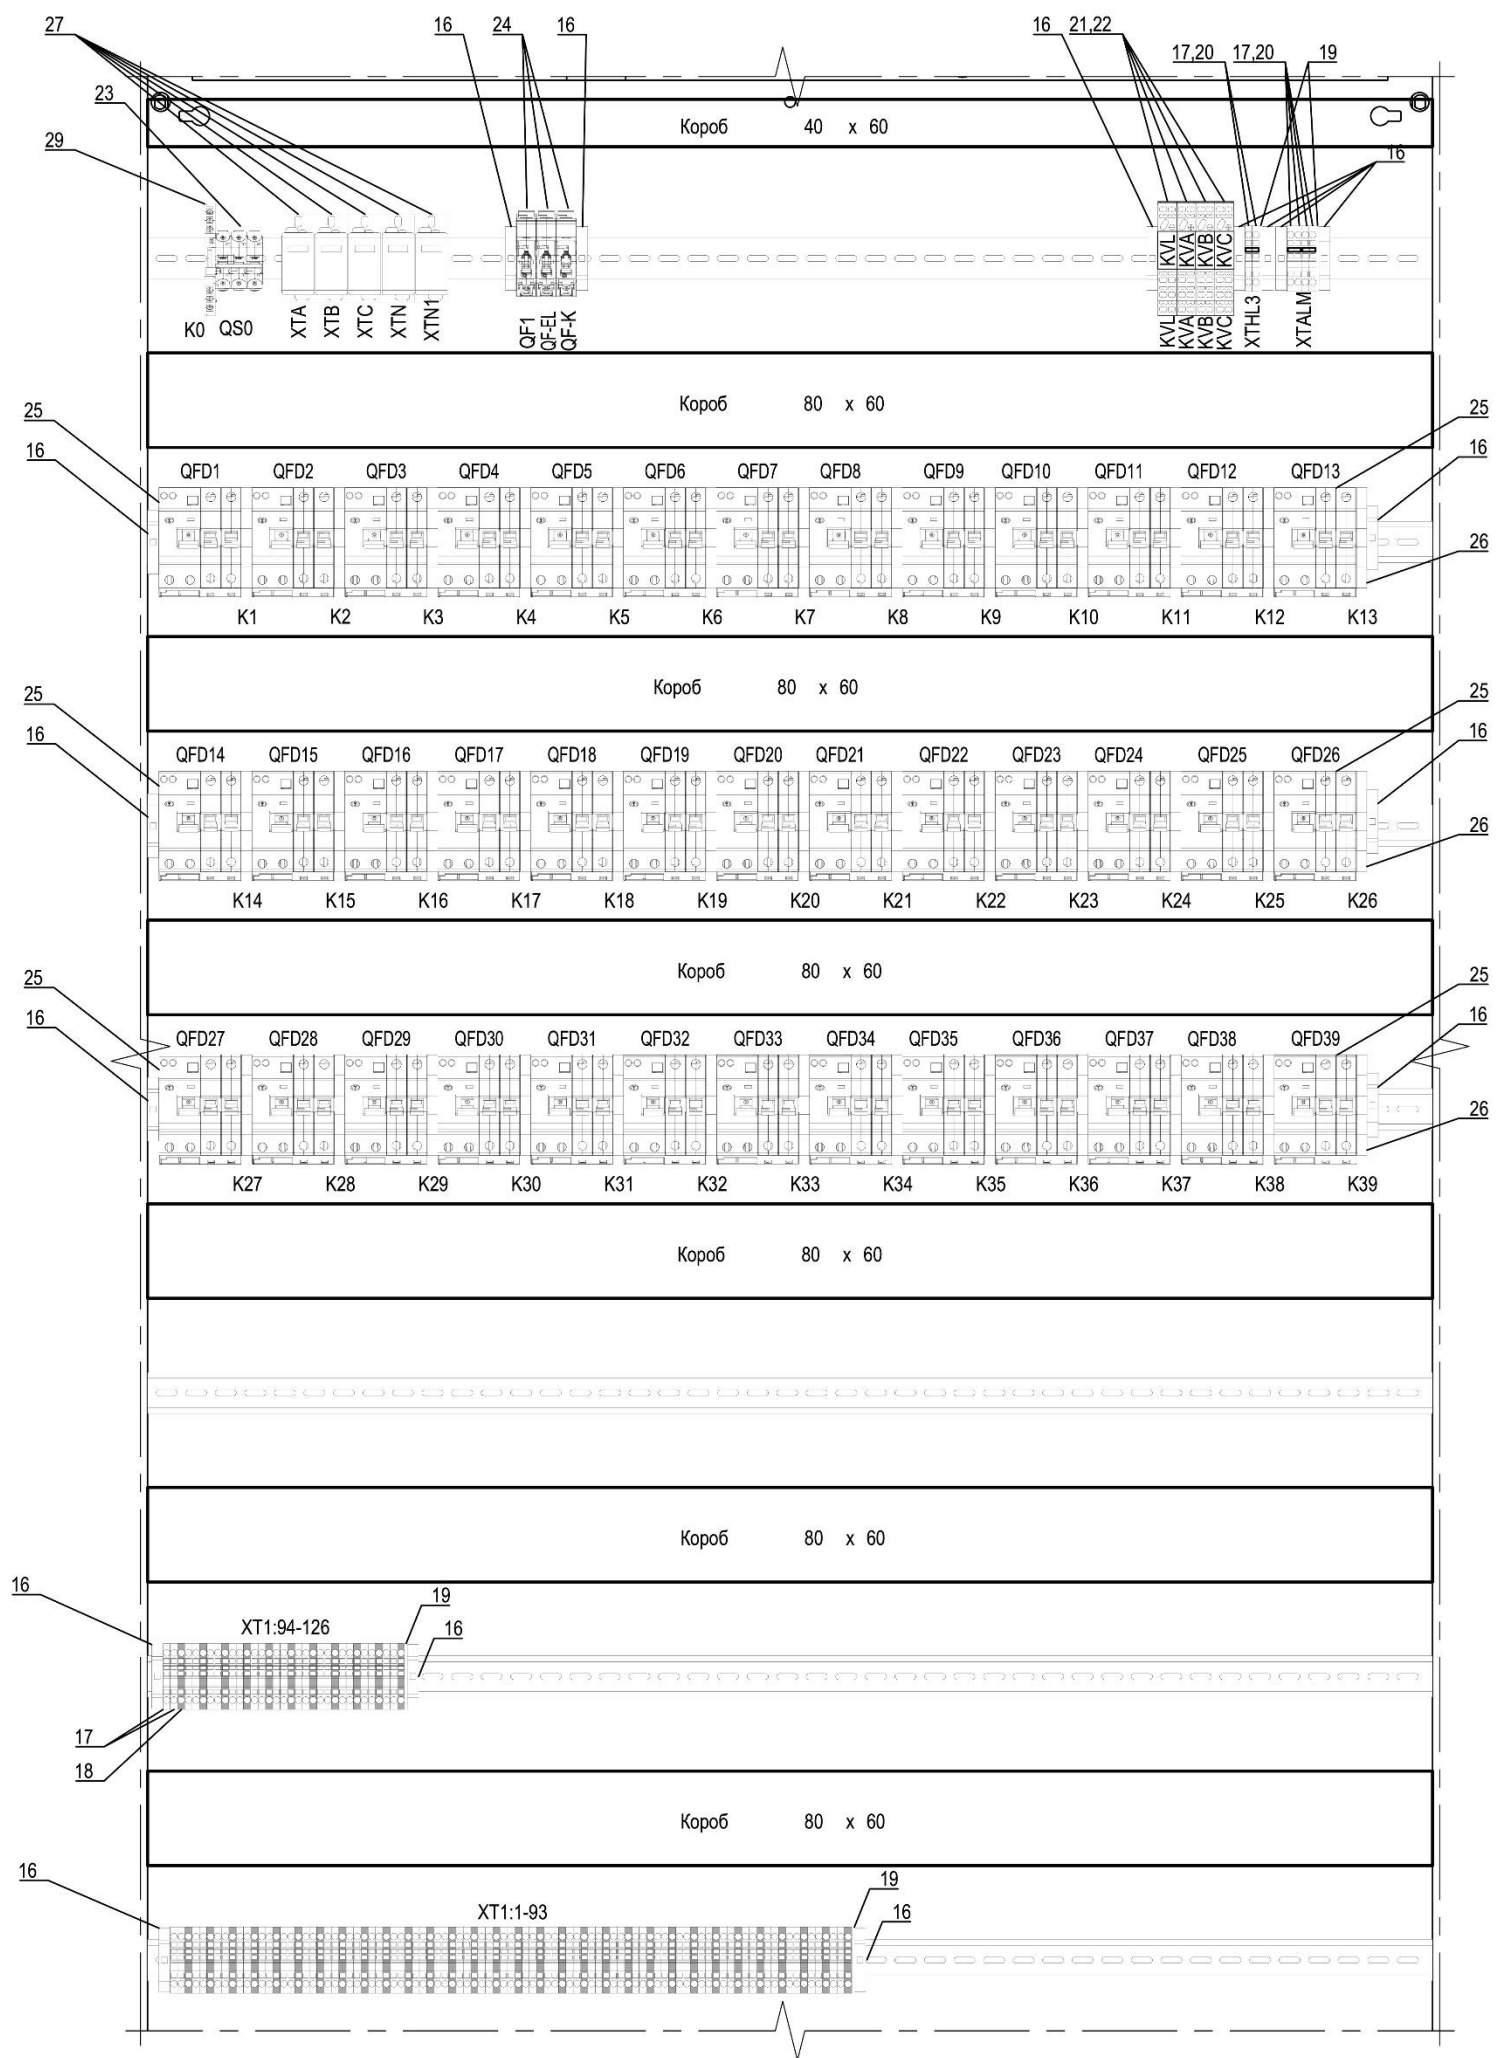 27
16
24
16
16
21,22
17,20
17,20
19
23
Короб 40 x 60
29
16
KVL
KVA
KVB
KVC
K0
QS0
XTA
XTB
XTC
XTN
XTN1
QF1
QF-EL
QF-K
KVL
KVA
KVB
KVC
XTHL3
XTALM
Короб 80 x 60
25
25
16
16
QFD1 QFD2 QFD3 QFD4 QFD5 QFD6 QFD7 QFD8 QFD9 QFD10 QFD11 QFD12 QFD13
26
K1 K2 K3 K4 K5 K6 K7 K8 K9 K10 K11 K12 K13
Короб 80 x 60
25
25
16
16
QFD14 QFD15 QFD16 QFD17 QFD18 QFD19 QFD20 QFD21 QFD22 QFD23 QFD24 QFD25 QFD26
26
K14 K15 K16 K17 K18 K19 K20 K21 K22 K23 K24 K25 K26
Короб 80 x 60
25
25
16
16
QFD27 QFD28 QFD29 QFD30 QFD31 QFD32 QFD33 QFD34 QFD35 QFD36 QFD37 QFD38 QFD39
26
K27 K28 K29 K30 K31 K32 K33 K34 K35 K36 K37 K38 K39
Короб 80 x 60
Короб 80 x 60
16
19
XT1:94-126
16
17
18
Короб 80 x 60
16
19
XT1:1-93
16